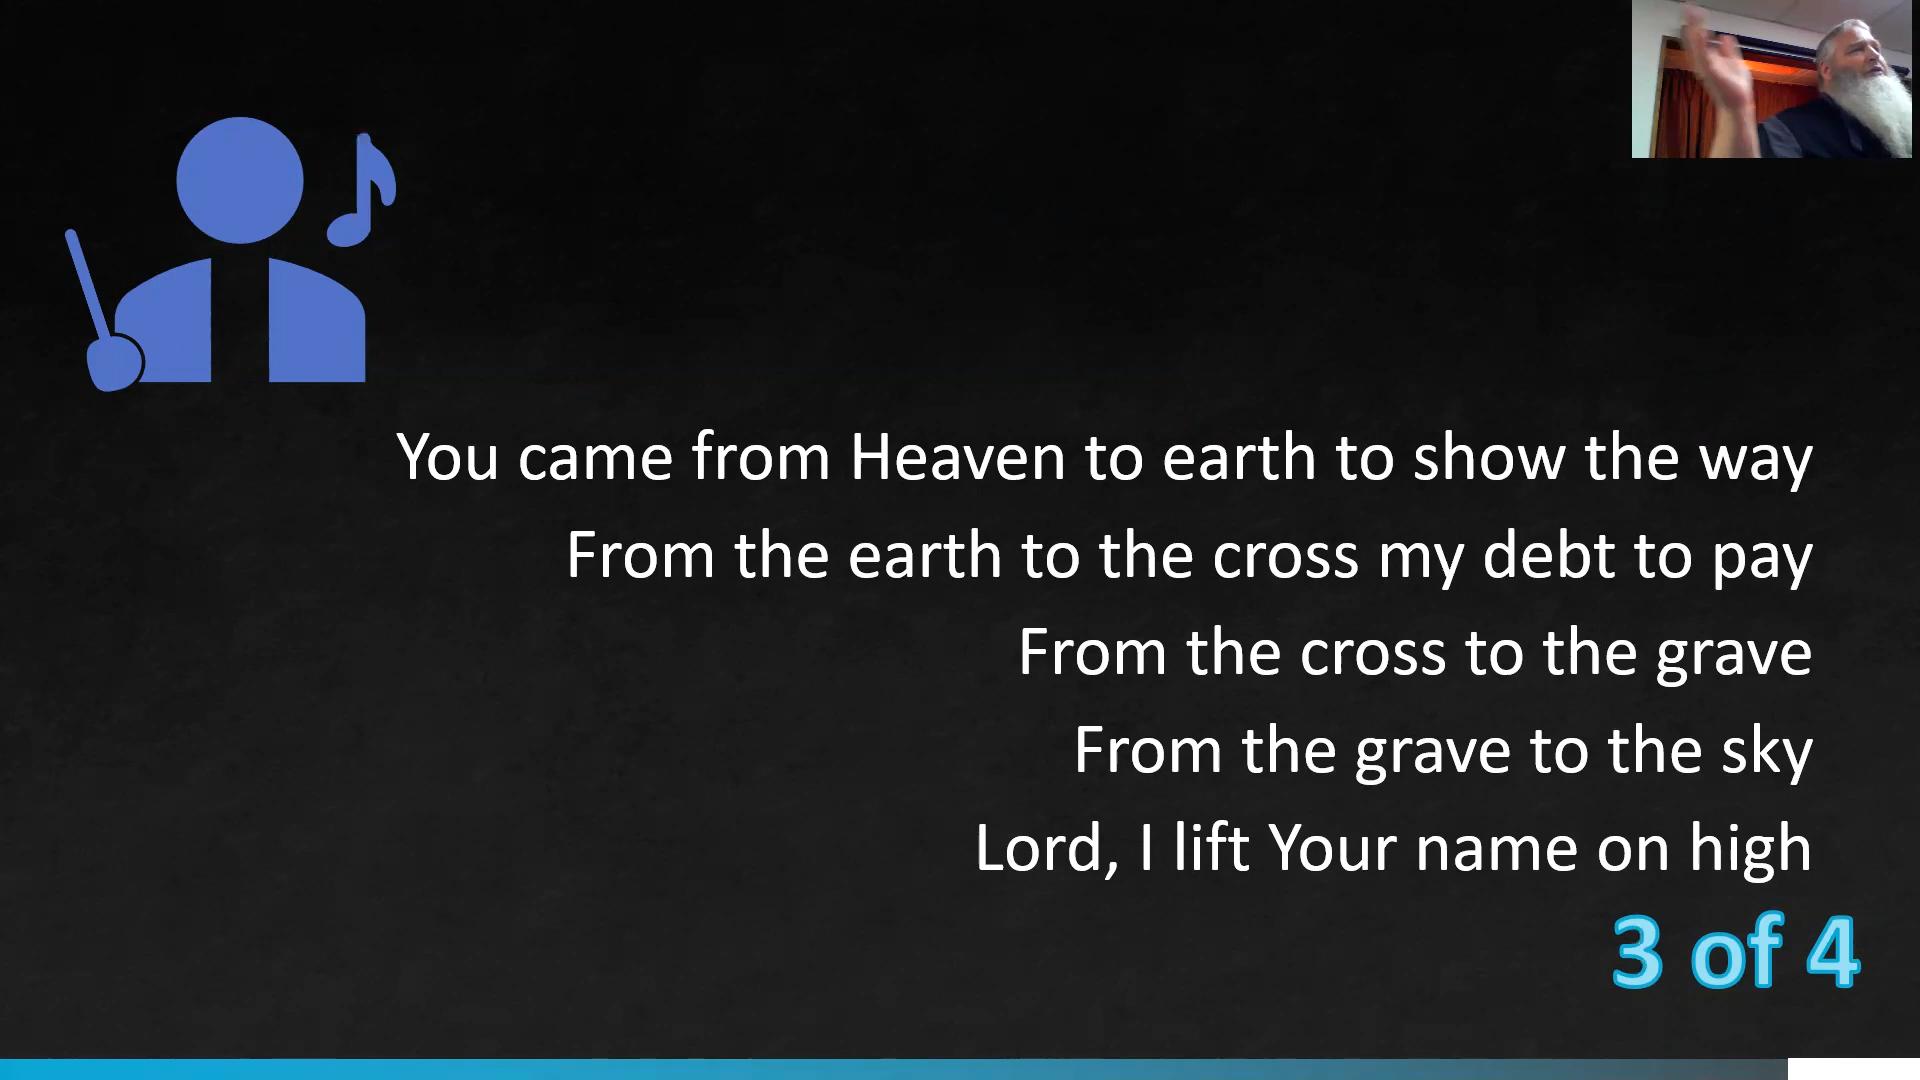 You came from Heaven to earth to show the way
From the earth to the cross my debt to pay
From the cross to the grave
From the grave to the sky
Lord, I lift Your name on high
3 of 4